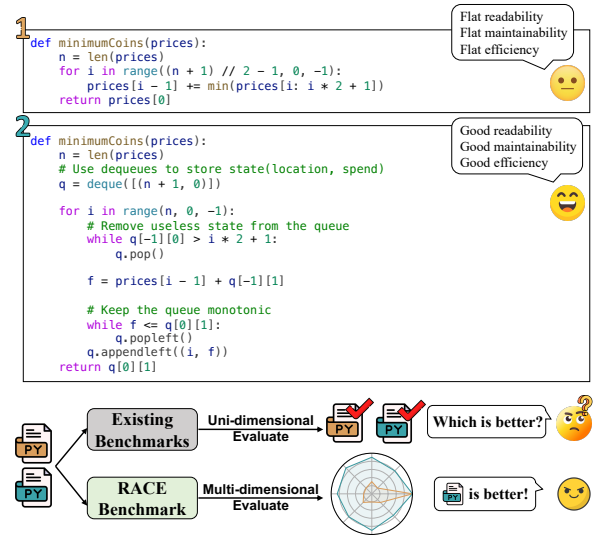 1
Flat readability
Flat maintainability
Flat efficiency
def minimumCoins(prices):
    n = len(prices)
    for i in range((n + 1) // 2 - 1, 0, -1):
        prices[i - 1] += min(prices[i: i * 2 + 1])
    return prices[0]
2
Good readability
Good maintainability
Good efficiency
def minimumCoins(prices):
    n = len(prices)
    # Use dequeues to store state(location, spend)
    q = deque([(n + 1, 0)])
    for i in range(n, 0, -1):
        # Remove useless state from the queue
        while q[-1][0] > i * 2 + 1:
            q.pop()
        f = prices[i - 1] + q[-1][1]
        # Keep the queue monotonic
        while f <= q[0][1]:
            q.popleft()
        q.appendleft((i, f))
    return q[0][1]
PY
PY
Existing
Benchmarks
Uni-dimensional
Evaluate
PY
PY
Which is better?
?
RACE
Benchmark
Multi-dimensional
Evaluate
PY is better!